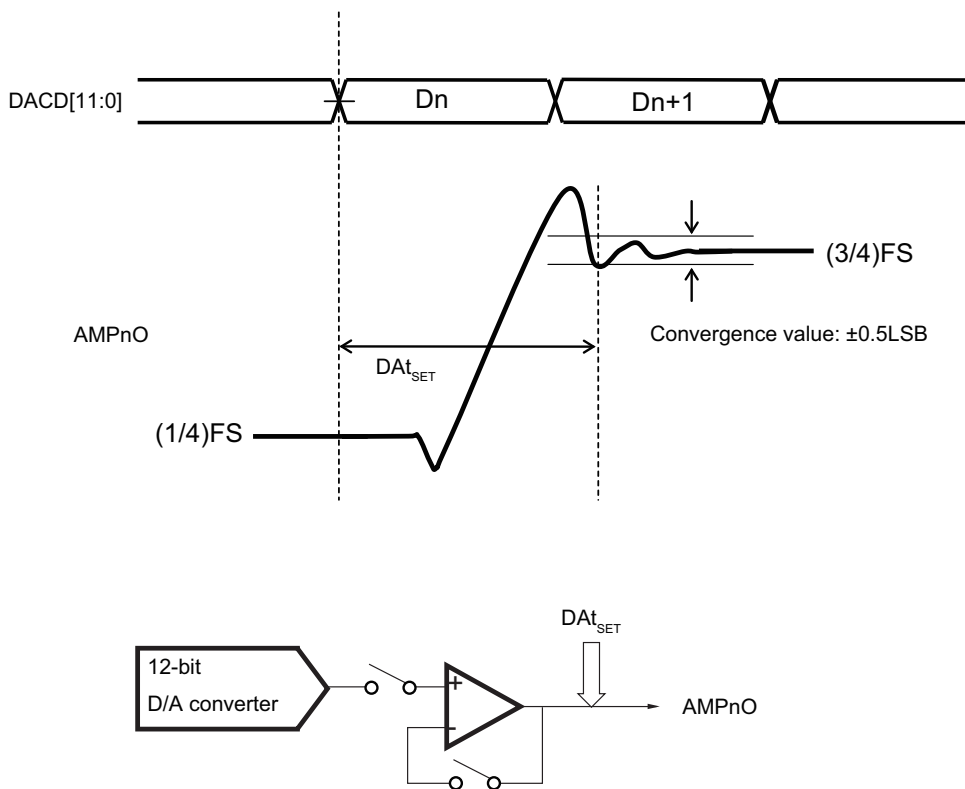 DACD[11:0]
Dn
Dn+1
(3/4)FS
Convergence value: ±0.5LSB
AMPnO
DAtSET
(1/4)FS
DAtSET
12-bit
D/A converter
+
-
AMPnO